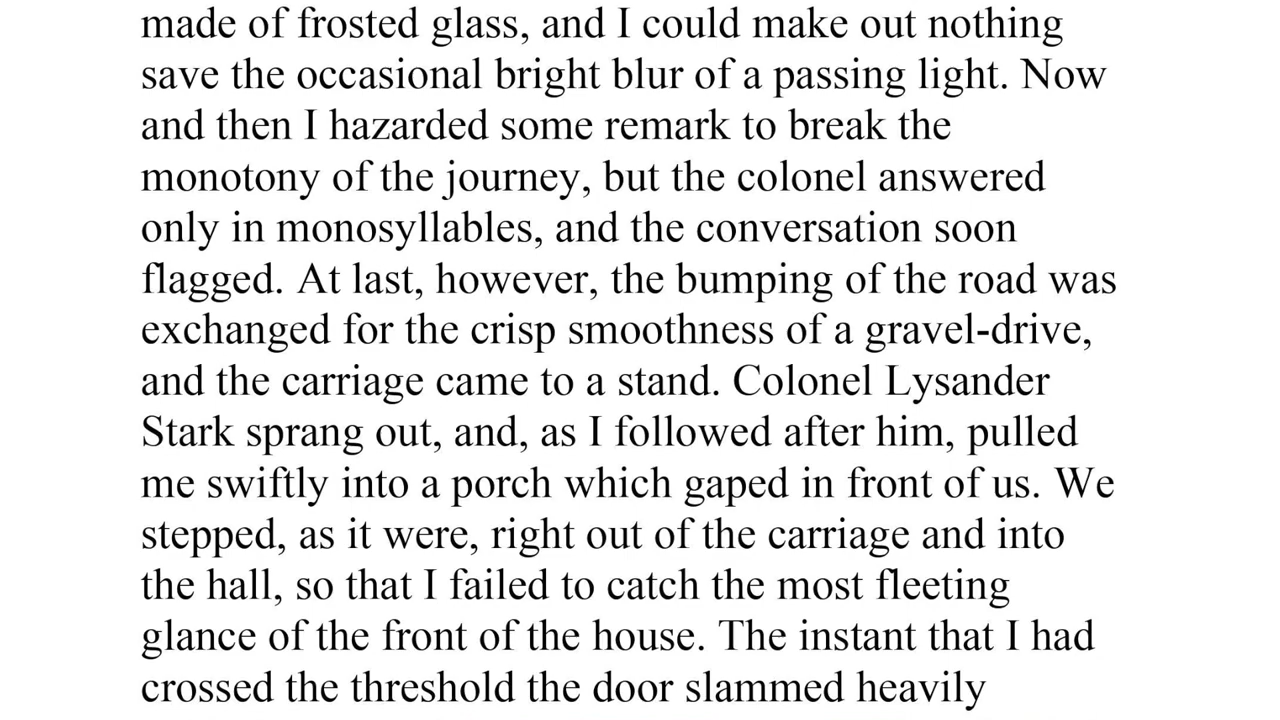 made of frosted glass, and I could make out nothing
save the occasional bright blur of a passing light. Now
and then I hazarded some remark to break the
monotony of the journey, but the colonel answered
only in monosyllables, and the conversation soon
flagged. At last, however, the bumping of the road was
exchanged for the crisp smoothness of a gravel-drive,
and the carriage came to a stand. Colonel Lysander
Stark sprang out, and, as I followed after him, pulled
me swiftly into a porch which gaped in front of us. We
stepped, as it were, right out of the carriage and into
the hall, so that I failed to catch the most fleeting
glance of the front of the house. The instant that I had
crossed the threshold the door slammed heavily